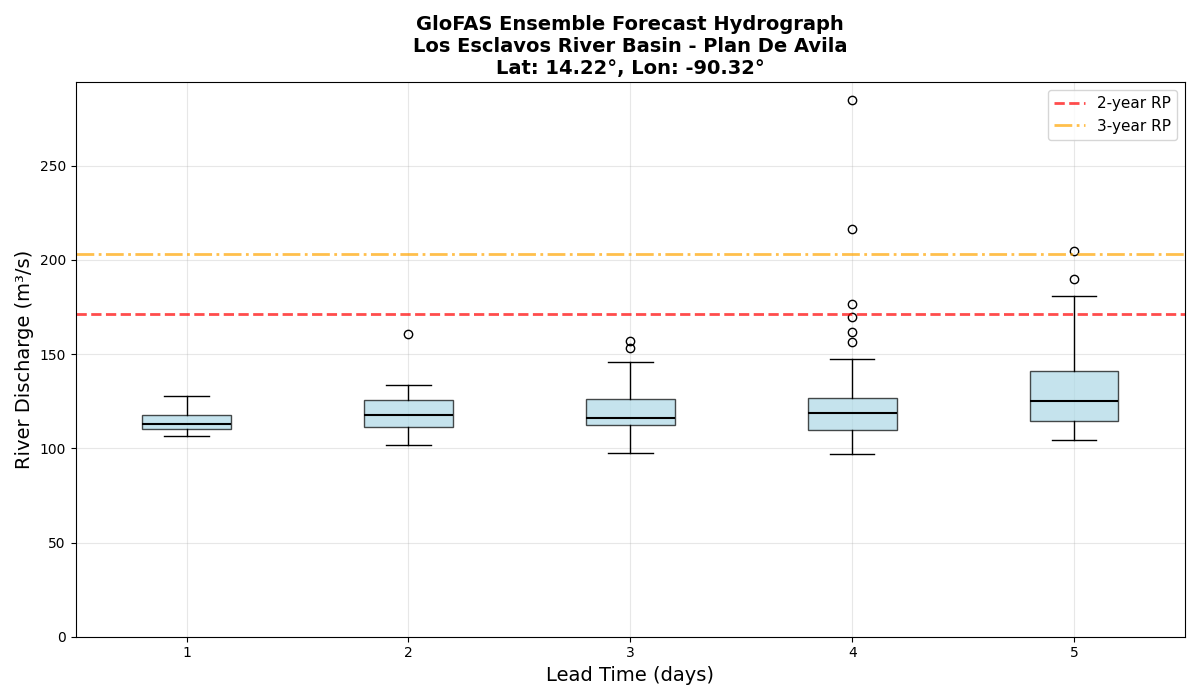 GloFAS Ensemble Forecast Hydrograph
Los Esclavos River Basin - Plan De Avila
Lat: 14.22°, Lon: -90.32°
2-year RP
3-year RP
River Discharge (m³/s)
250
200
150
100
50
0
1 2 3 4 5
Lead Time (days)